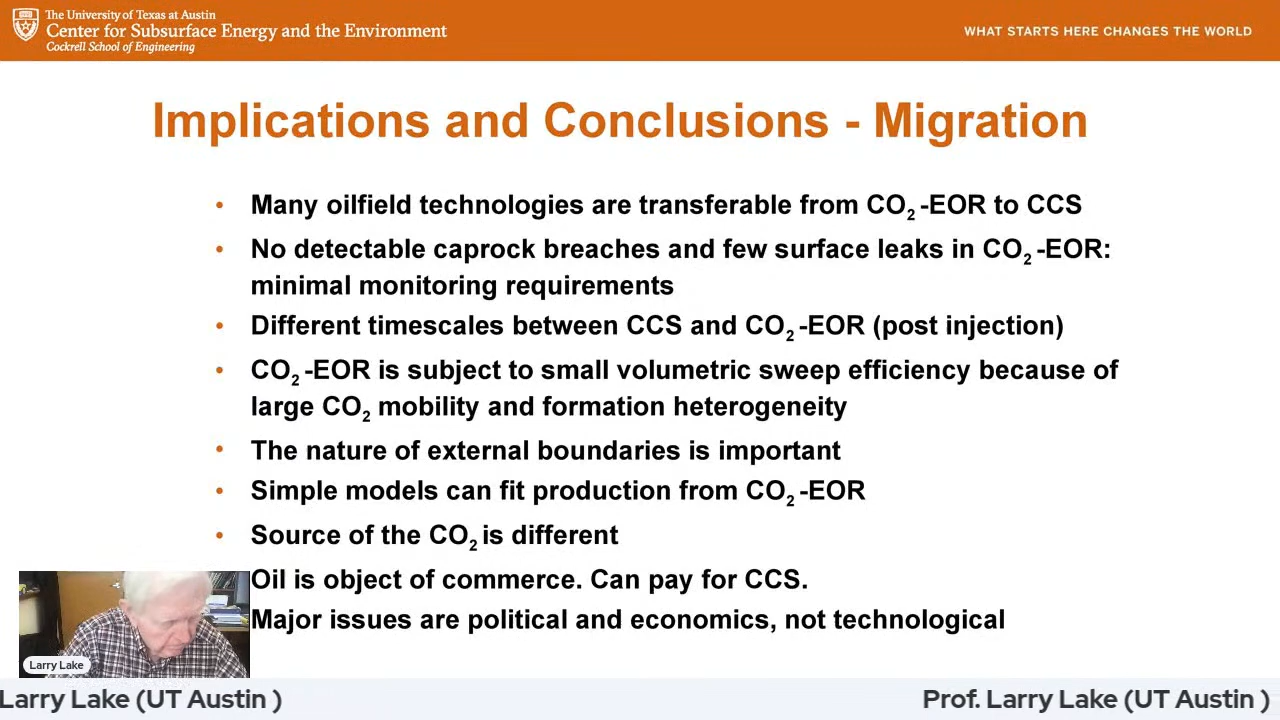 The University of Texas at Austin
Center for Subsurface Energy and the Environment
Cockrell School of Engineering
WHAT STARTS HERE CHANGES THE WORLD
Implications and Conclusions - Migration
• Many oilfield technologies are transferable from CO₂-EOR to CCS
• No detectable caprock breaches and few surface leaks in CO₂-EOR:
minimal monitoring requirements
• Different timescales between CCS and CO₂-EOR (post injection)
• CO₂-EOR is subject to small volumetric sweep efficiency because of
large CO₂ mobility and formation heterogeneity
• The nature of external boundaries is important
• Simple models can fit production from CO₂-EOR
• Source of the CO₂ is different
Oil is object of commerce. Can pay for CCS.
Major issues are political and economics, not technological
Larry Lake
Larry Lake (UT Austin )
Prof. Larry Lake (UT Austin )